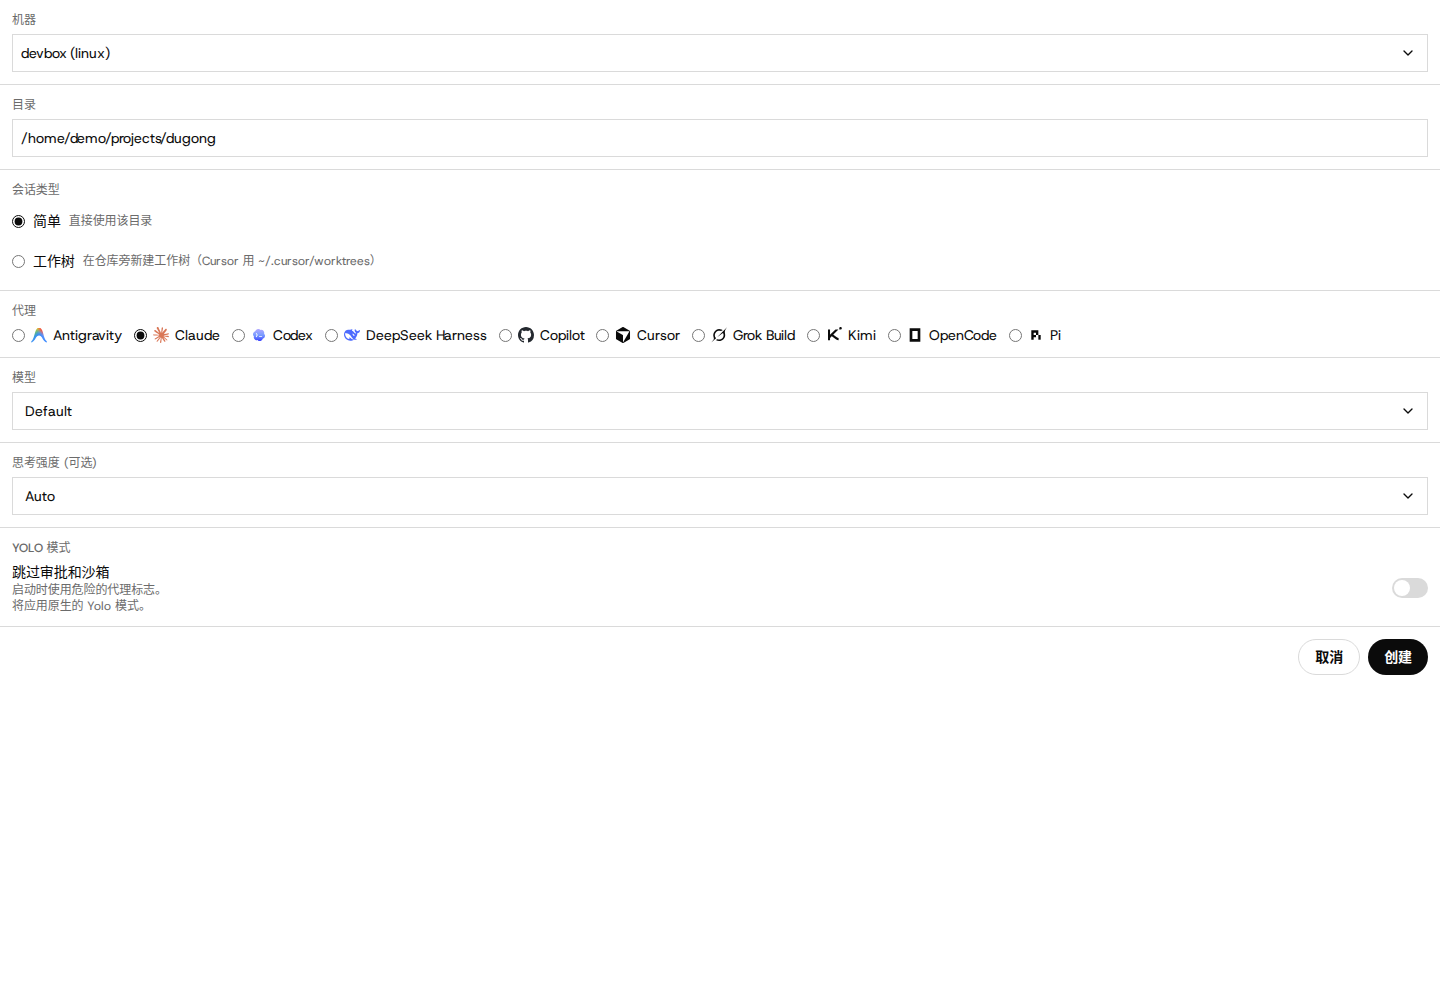 机器
devbox (linux)
目录
/home/demo/projects/dugong
会话类型
简单 直接使用该目录
工作树 在仓库旁新建工作树（Cursor 用 ~/.cursor/worktrees）
代理
Antigravity Claude Codex DeepSeek Harness Copilot Cursor Grok Build Kimi OpenCode Pi
模型
Default
思考强度 (可选)
Auto
YOLO 模式
跳过审批和沙箱
启动时使用危险的代理标志。
将应用原生的 Yolo 模式。
取消 创建